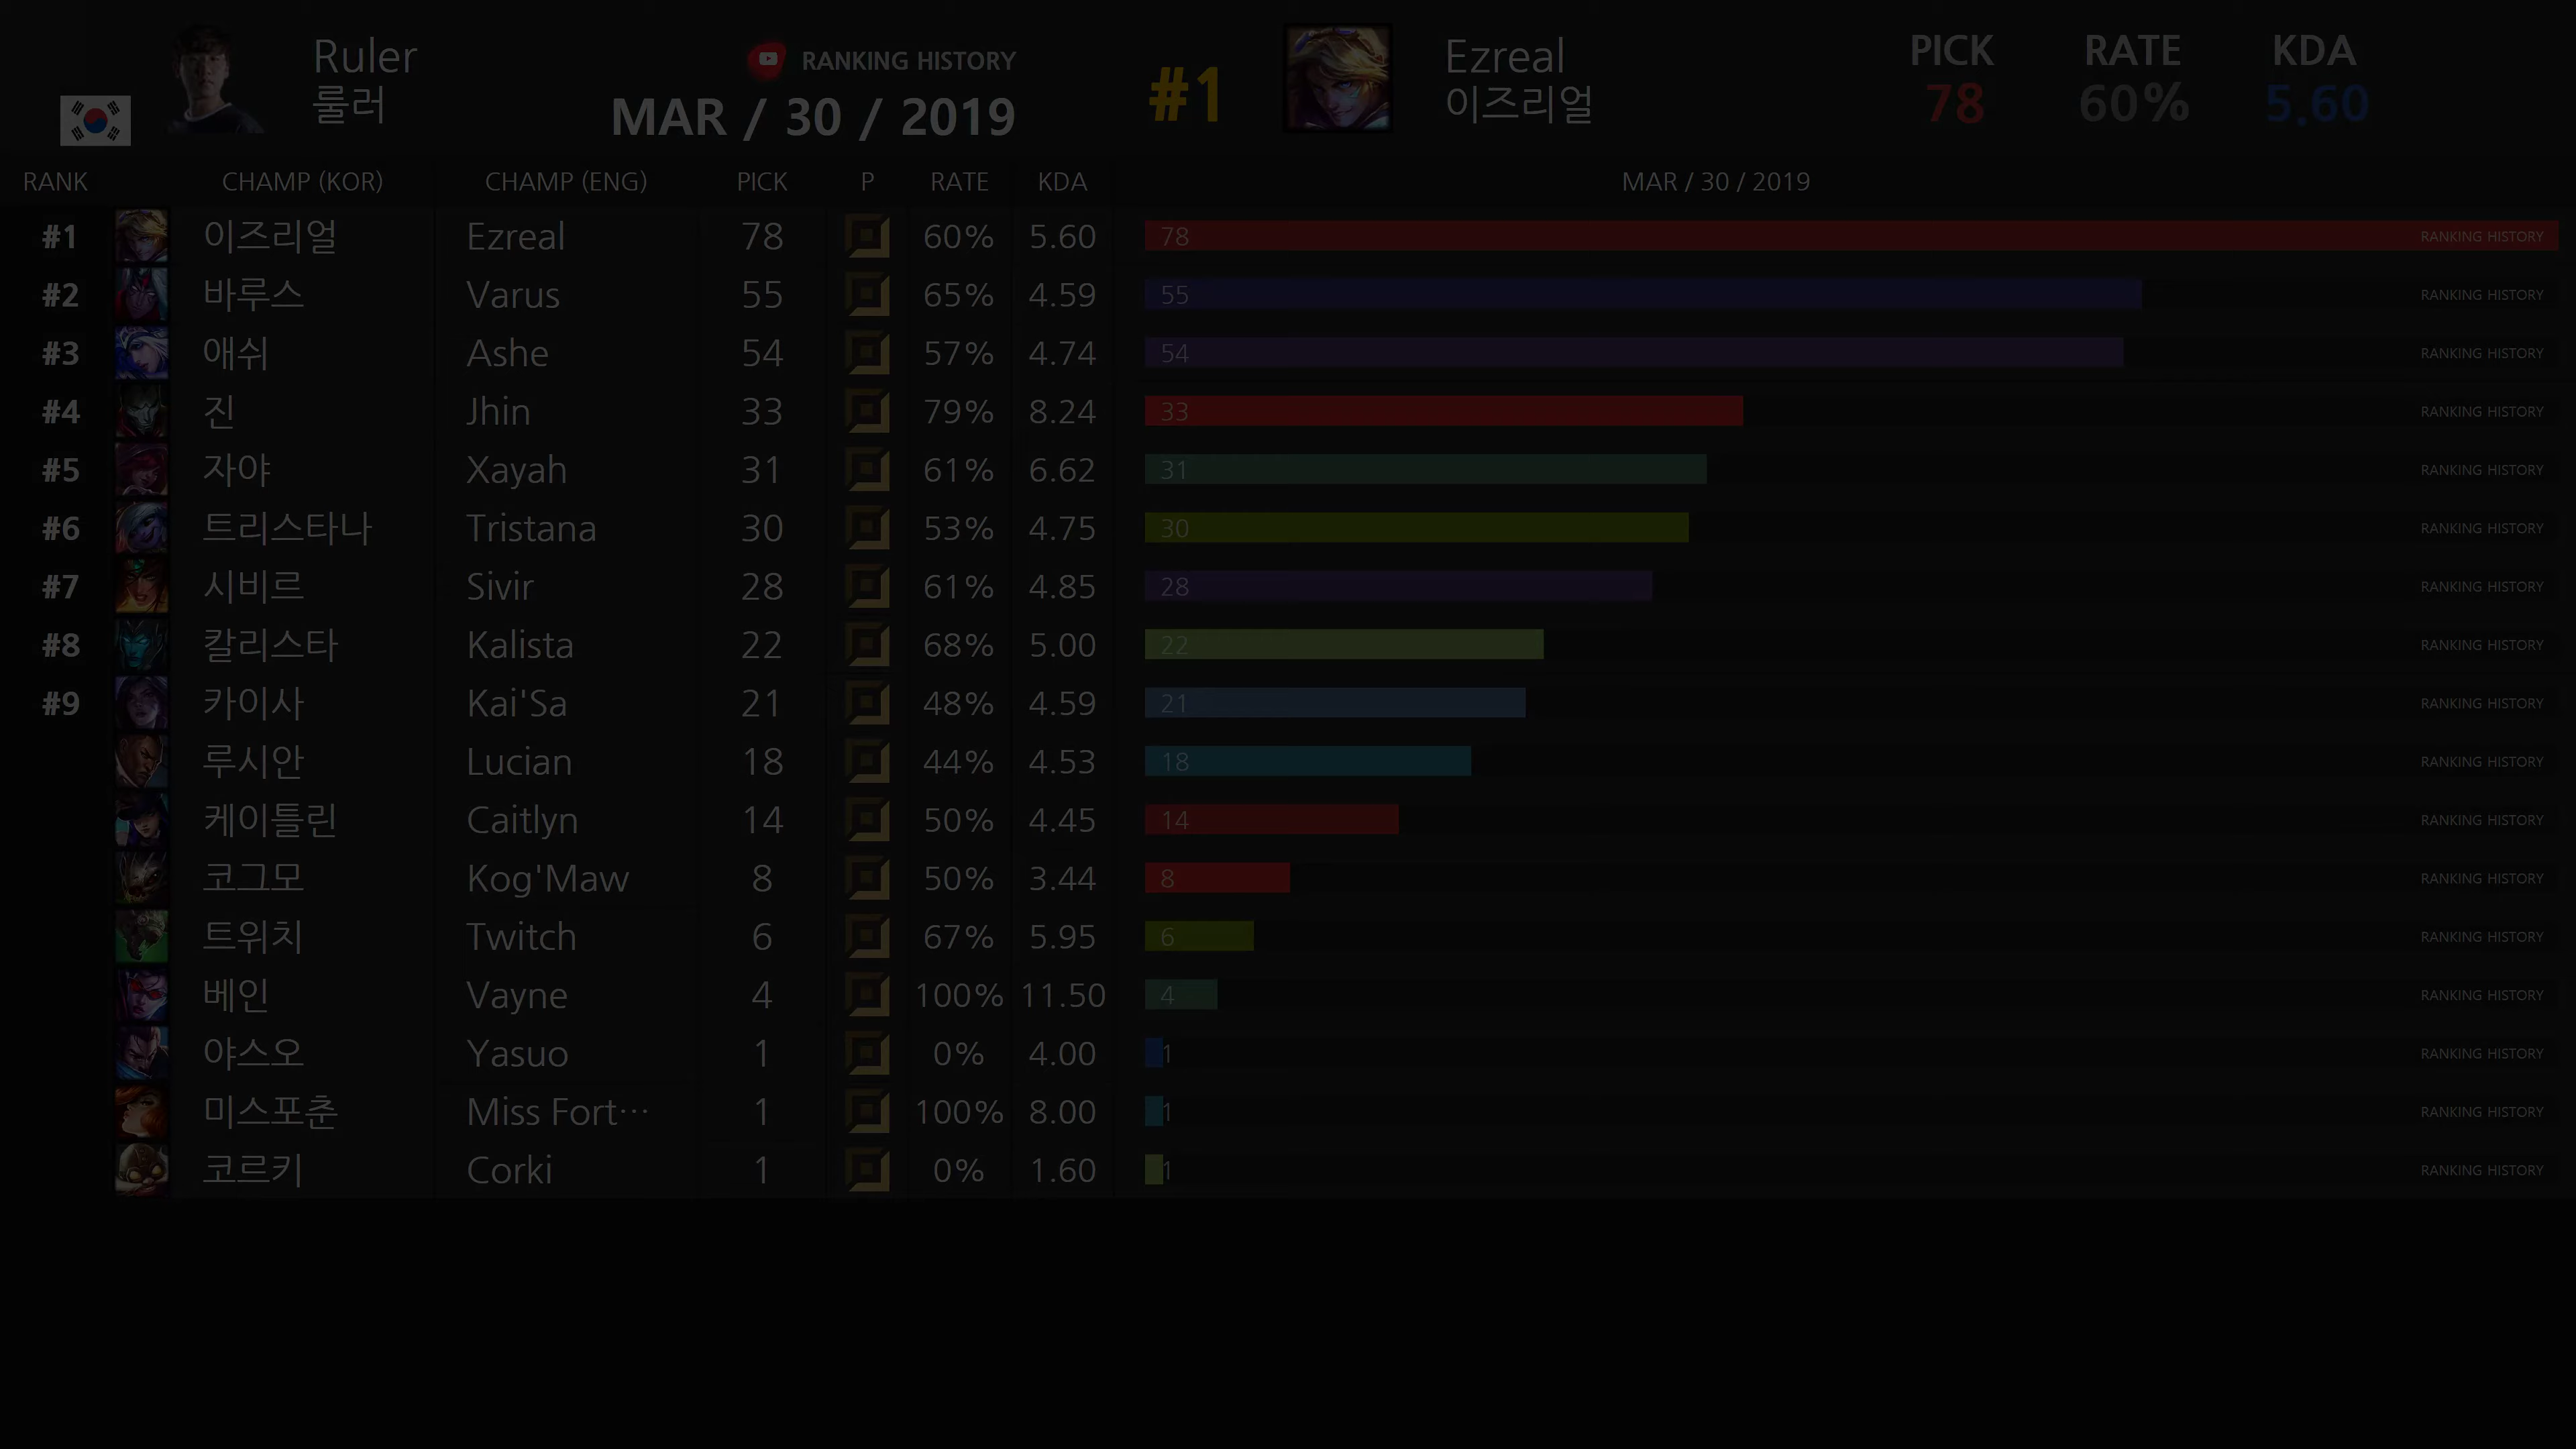 Ruler
룰러
RANKING HISTORY
MAR / 30 / 2019
#1
Ezreal
이즈리얼
PICK RATE KDA
78 60% 5.60
RANK CHAMP (KOR) CHAMP (ENG) PICK P RATE KDA MAR / 30 / 2019
#1 이즈리얼 Ezreal 78 60% 5.60 78 RANKING HISTORY
#2 바루스 Varus 55 65% 4.59 55 RANKING HISTORY
#3 애쉬 Ashe 54 57% 4.74 54 RANKING HISTORY
#4 진 Jhin 33 79% 8.24 33 RANKING HISTORY
#5 자야 Xayah 31 61% 6.62 31 RANKING HISTORY
#6 트리스타나 Tristana 30 53% 4.75 30 RANKING HISTORY
#7 시비르 Sivir 28 61% 4.85 28 RANKING HISTORY
#8 칼리스타 Kalista 22 68% 5.00 22 RANKING HISTORY
#9 카이사 Kai'Sa 21 48% 4.59 21 RANKING HISTORY
루시안 Lucian 18 44% 4.53 18 RANKING HISTORY
케이틀린 Caitlyn 14 50% 4.45 14 RANKING HISTORY
코그모 Kog'Maw 8 50% 3.44 8 RANKING HISTORY
트위치 Twitch 6 67% 5.95 6 RANKING HISTORY
베인 Vayne 4 100% 11.50 4 RANKING HISTORY
야스오 Yasuo 1 0% 4.00 1 RANKING HISTORY
미스포춘 Miss Fort… 1 100% 8.00 1 RANKING HISTORY
코르키 Corki 1 0% 1.60 1 RANKING HISTORY